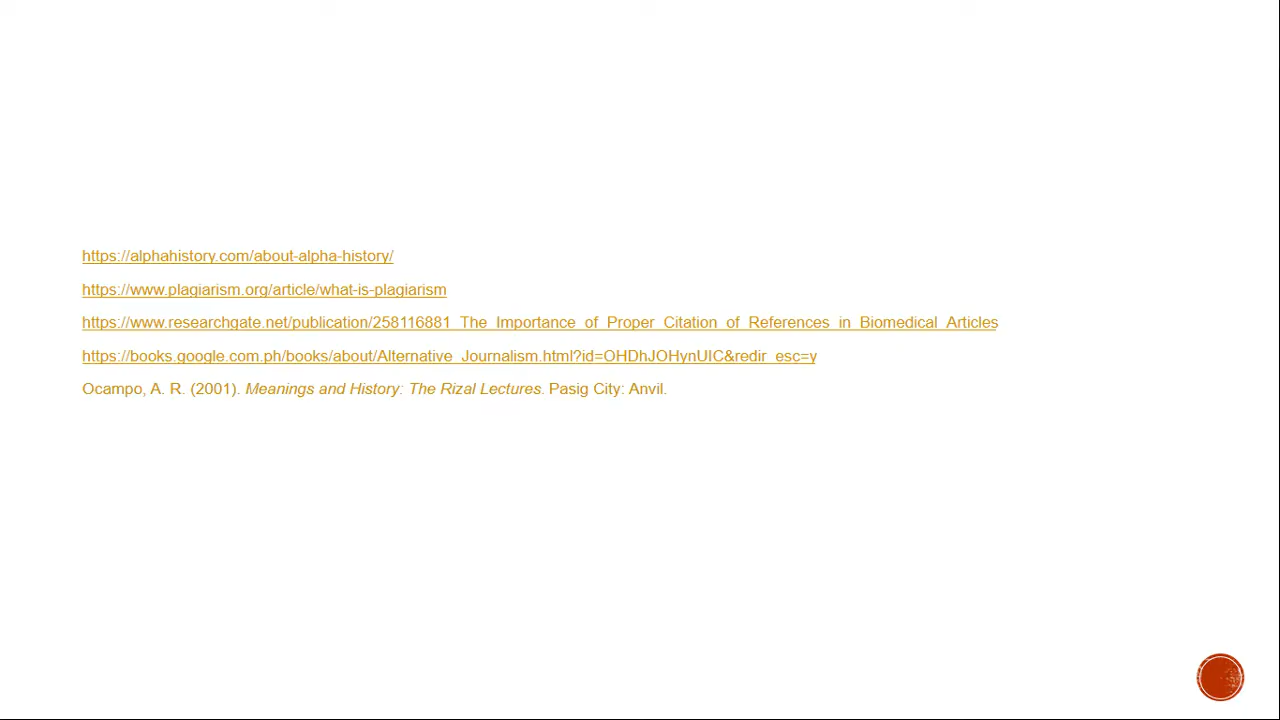 https://alphahistory.com/about-alpha-history/
https://www.plagiarism.org/article/what-is-plagiarism
https://www.researchgate.net/publication/258116881_The_Importance_of_Proper_Citation_of_References_in_Biomedical_Articles
https://books.google.com.ph/books/about/Alternative_Journalism.html?id=OHDhJOHynUIC&redir_esc=y
Ocampo, A. R. (2001). Meanings and History: The Rizal Lectures. Pasig City: Anvil.